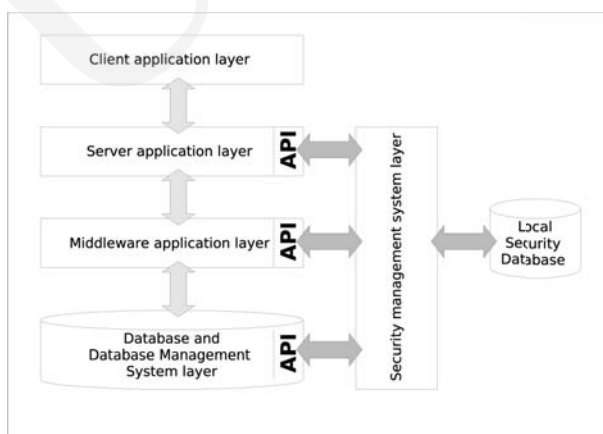 Client application layer
Server application layer
API
Middleware application layer
API
Database and
Database Management
System layer
API
Security management system layer
Local
Security
Database